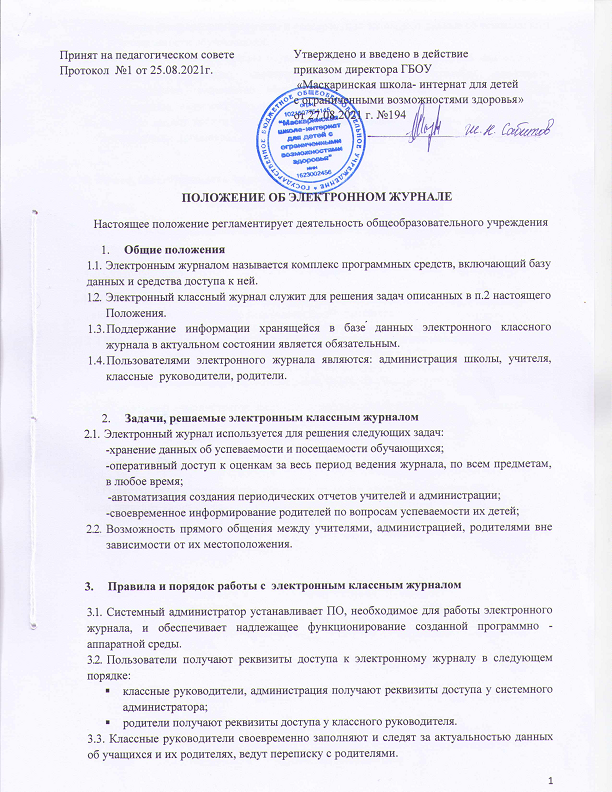 Принят на педагогическом совете
Протокол №1 от 25.08.2021г.
Утверждено и введено в действие
приказом директора ГБОУ
«Маскаринская школа- интернат для детей
с ограниченными возможностями здоровья»
от 27.08.2021 г. №194
Ш.К. Сабитов
ГОСУДАРСТВЕННОЕ БЮДЖЕТНОЕ ОБЩЕОБРАЗОВАТЕЛЬНОЕ УЧРЕЖДЕНИЕ
"Маскаринская
школа-интернат
для детей с
ограниченными
возможностями
здоровья"
ИНН
1623002456
ПОЛОЖЕНИЕ ОБ ЭЛЕКТРОННОМ ЖУРНАЛЕ
Настоящее положение регламентирует деятельность общеобразовательного учреждения
1. Общие положения
1.1. Электронным журналом называется комплекс программных средств, включающий базу
данных и средства доступа к ней.
1.2. Электронный классный журнал служит для решения задач описанных в п.2 настоящего
Положения.
1.3. Поддержание информации хранящейся в базе данных электронного классного
журнала в актуальном состоянии является обязательным.
1.4. Пользователями электронного журнала являются: администрация школы, учителя,
классные руководители, родители.
2. Задачи, решаемые электронным классным журналом
2.1. Электронный журнал используется для решения следующих задач:
-хранение данных об успеваемости и посещаемости обучающихся;
-оперативный доступ к оценкам за весь период ведения журнала, по всем предметам,
в любое время;
-автоматизация создания периодических отчетов учителей и администрации;
-своевременное информирование родителей по вопросам успеваемости их детей;
2.2. Возможность прямого общения между учителями, администрацией, родителями вне
зависимости от их местоположения.
3. Правила и порядок работы с электронным классным журналом
3.1. Системный администратор устанавливает ПО, необходимое для работы электронного
журнала, и обеспечивает надлежащее функционирование созданной программно -
аппаратной среды.
3.2. Пользователи получают реквизиты доступа к электронному журналу в следующем
порядке:
▪ классные руководители, администрация получают реквизиты доступа у системного
администратора;
▪ родители получают реквизиты доступа у классного руководителя.
3.3. Классные руководители своевременно заполняют и следят за актуальностью данных
об учащихся и их родителях, ведут переписку с родителями.
1